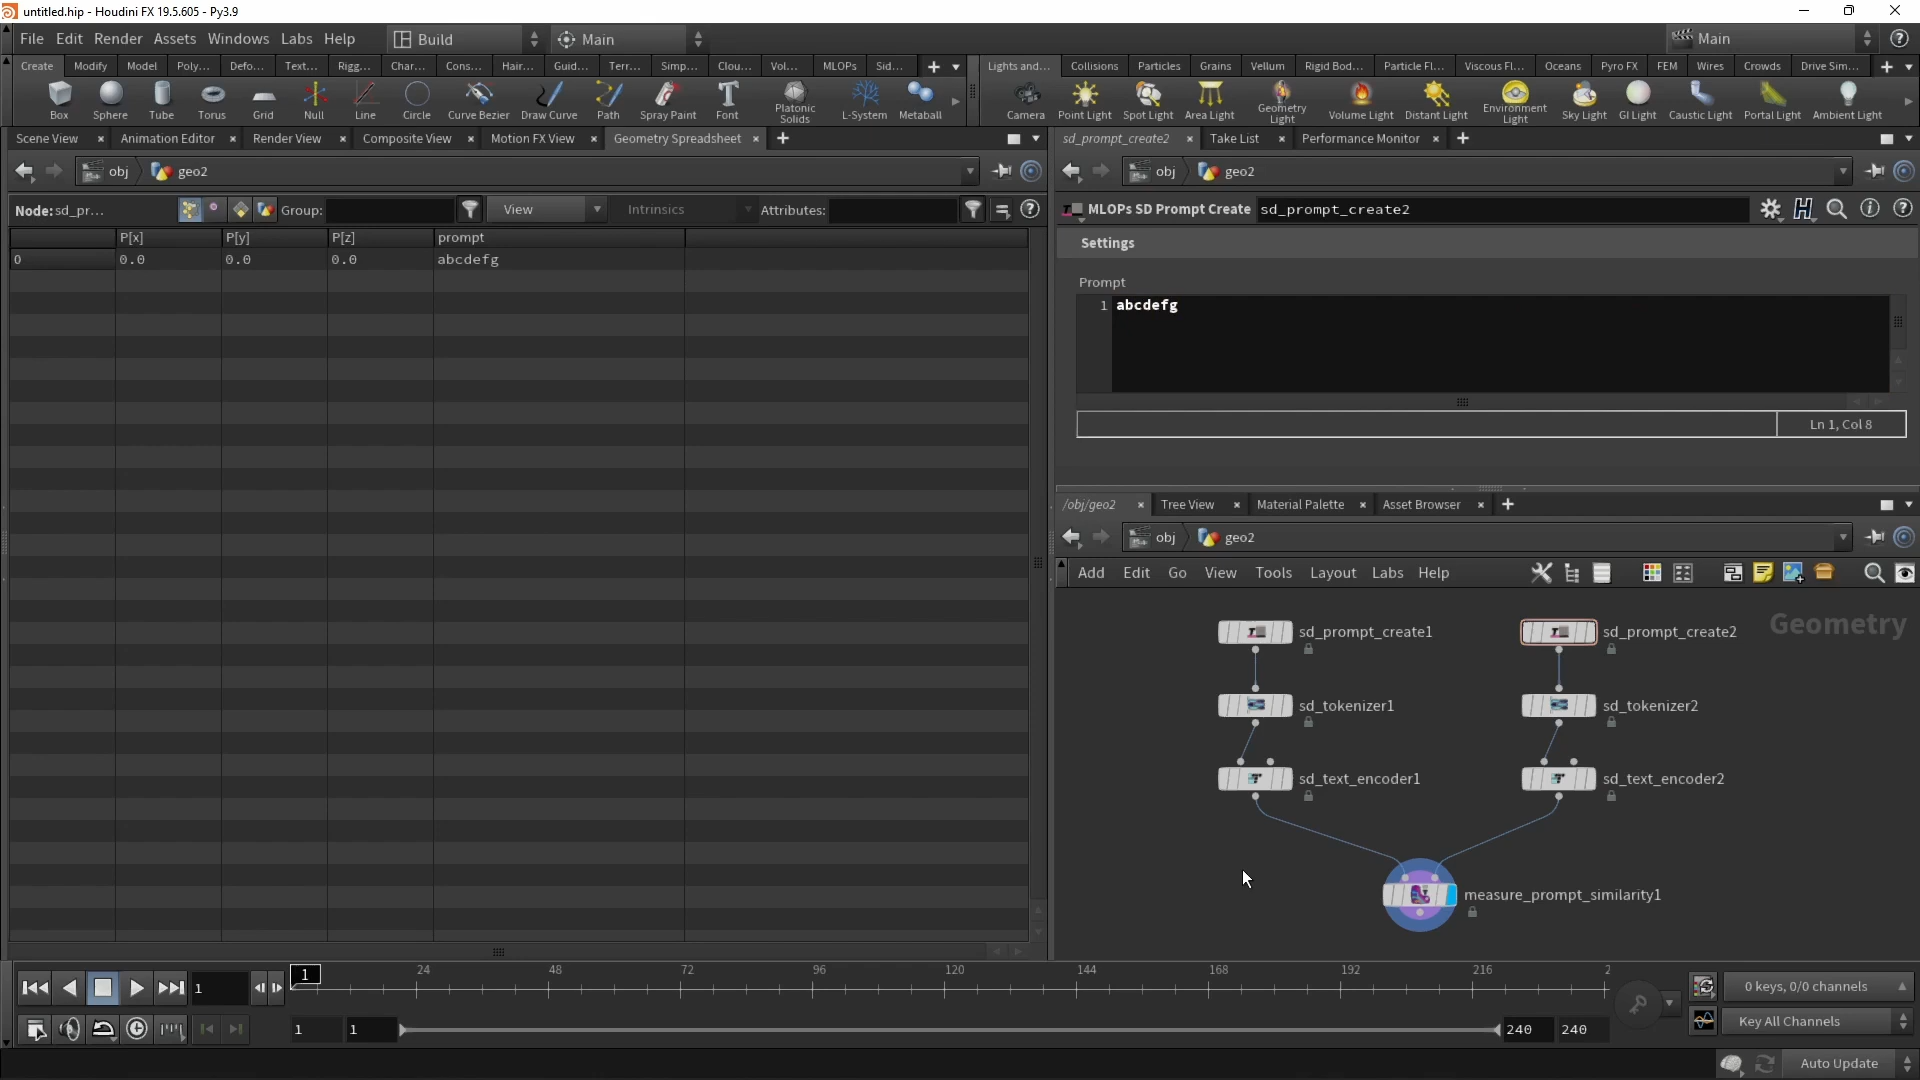 untitled.hip - Houdini FX 19.5.605 - Py3.9
File Edit Render Assets Windows Labs Help Build Main Main
Create Modify Model Poly... Defo... Text... Rigg... Char... Cons... Hair... Guid... Terr... Simp... Clou... Vol... MLOPs Sid...
Lights and... Collisions Particles Grains Vellum Rigid Bod... Particle Fl... Viscous Fl... Oceans Pyro FX FEM Wires Crowds Drive Sim...
Box Sphere Tube Torus Grid Null Line Circle Curve Bezier Draw Curve Path Spray Paint Font Platonic Solids L-System Metaball
Camera Point Light Spot Light Area Light Geometry Light Volume Light Distant Light Environment Light Sky Light GI Light Caustic Light Portal Light Ambient Light
Scene View Animation Editor Render View Composite View Motion FX View Geometry Spreadsheet
obj geo2
Node: sd_pr... Group: View Intrinsics Attributes:
P[x] P[y] P[z] prompt
0 0.0 0.0 0.0 abcdefg
sd_prompt_create2 Take List Performance Monitor
obj geo2
MLOPs SD Prompt Create sd_prompt_create2
Settings
Prompt
1 abcdefg
Ln 1, Col 8
/obj/geo2 Tree View Material Palette Asset Browser
obj geo2
Add Edit Go View Tools Layout Labs Help
Geometry
sd_prompt_create1 sd_prompt_create2
sd_tokenizer1 sd_tokenizer2
sd_text_encoder1 sd_text_encoder2
measure_prompt_similarity1
1 1 24 48 72 96 120 144 168 192 216 2
0 keys, 0/0 channels
1 1 240 240
Key All Channels
Auto Update